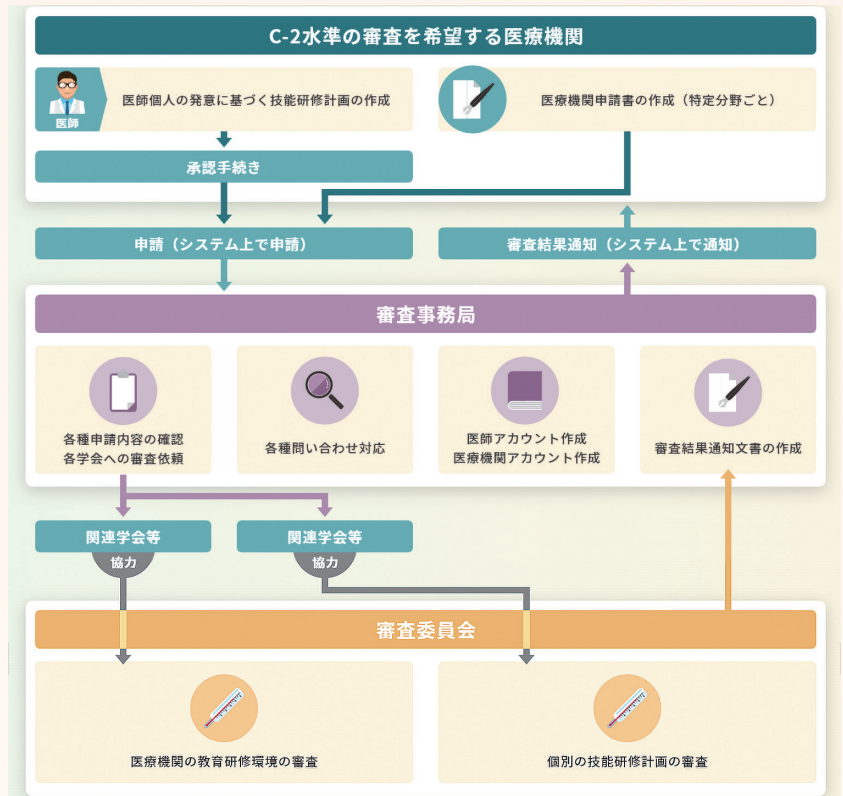 C-2水準の審査を希望する医療機関
医師
医師個人の発意に基づく技能研修計画の作成
医療機関申請書の作成（特定分野ごと）
承認手続き
申請（システム上で申請）
審査結果通知（システム上で通知）
審査事務局
各種申請内容の確認
各学会への審査依頼
各種問い合わせ対応
医師アカウント作成
医療機関アカウント作成
審査結果通知文書の作成
関連学会等
協力
関連学会等
協力
審査委員会
医療機関の教育研修環境の審査
個別の技能研修計画の審査